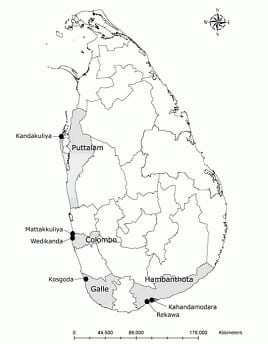 Kandakuliya
Puttalam
Mattakkuliya
Wedikanda
Colombo
Kosgoda
Galle
Hambanthota
Kahandamodara
Rekawa
0 44,500 89,000 178,000
Kilometers